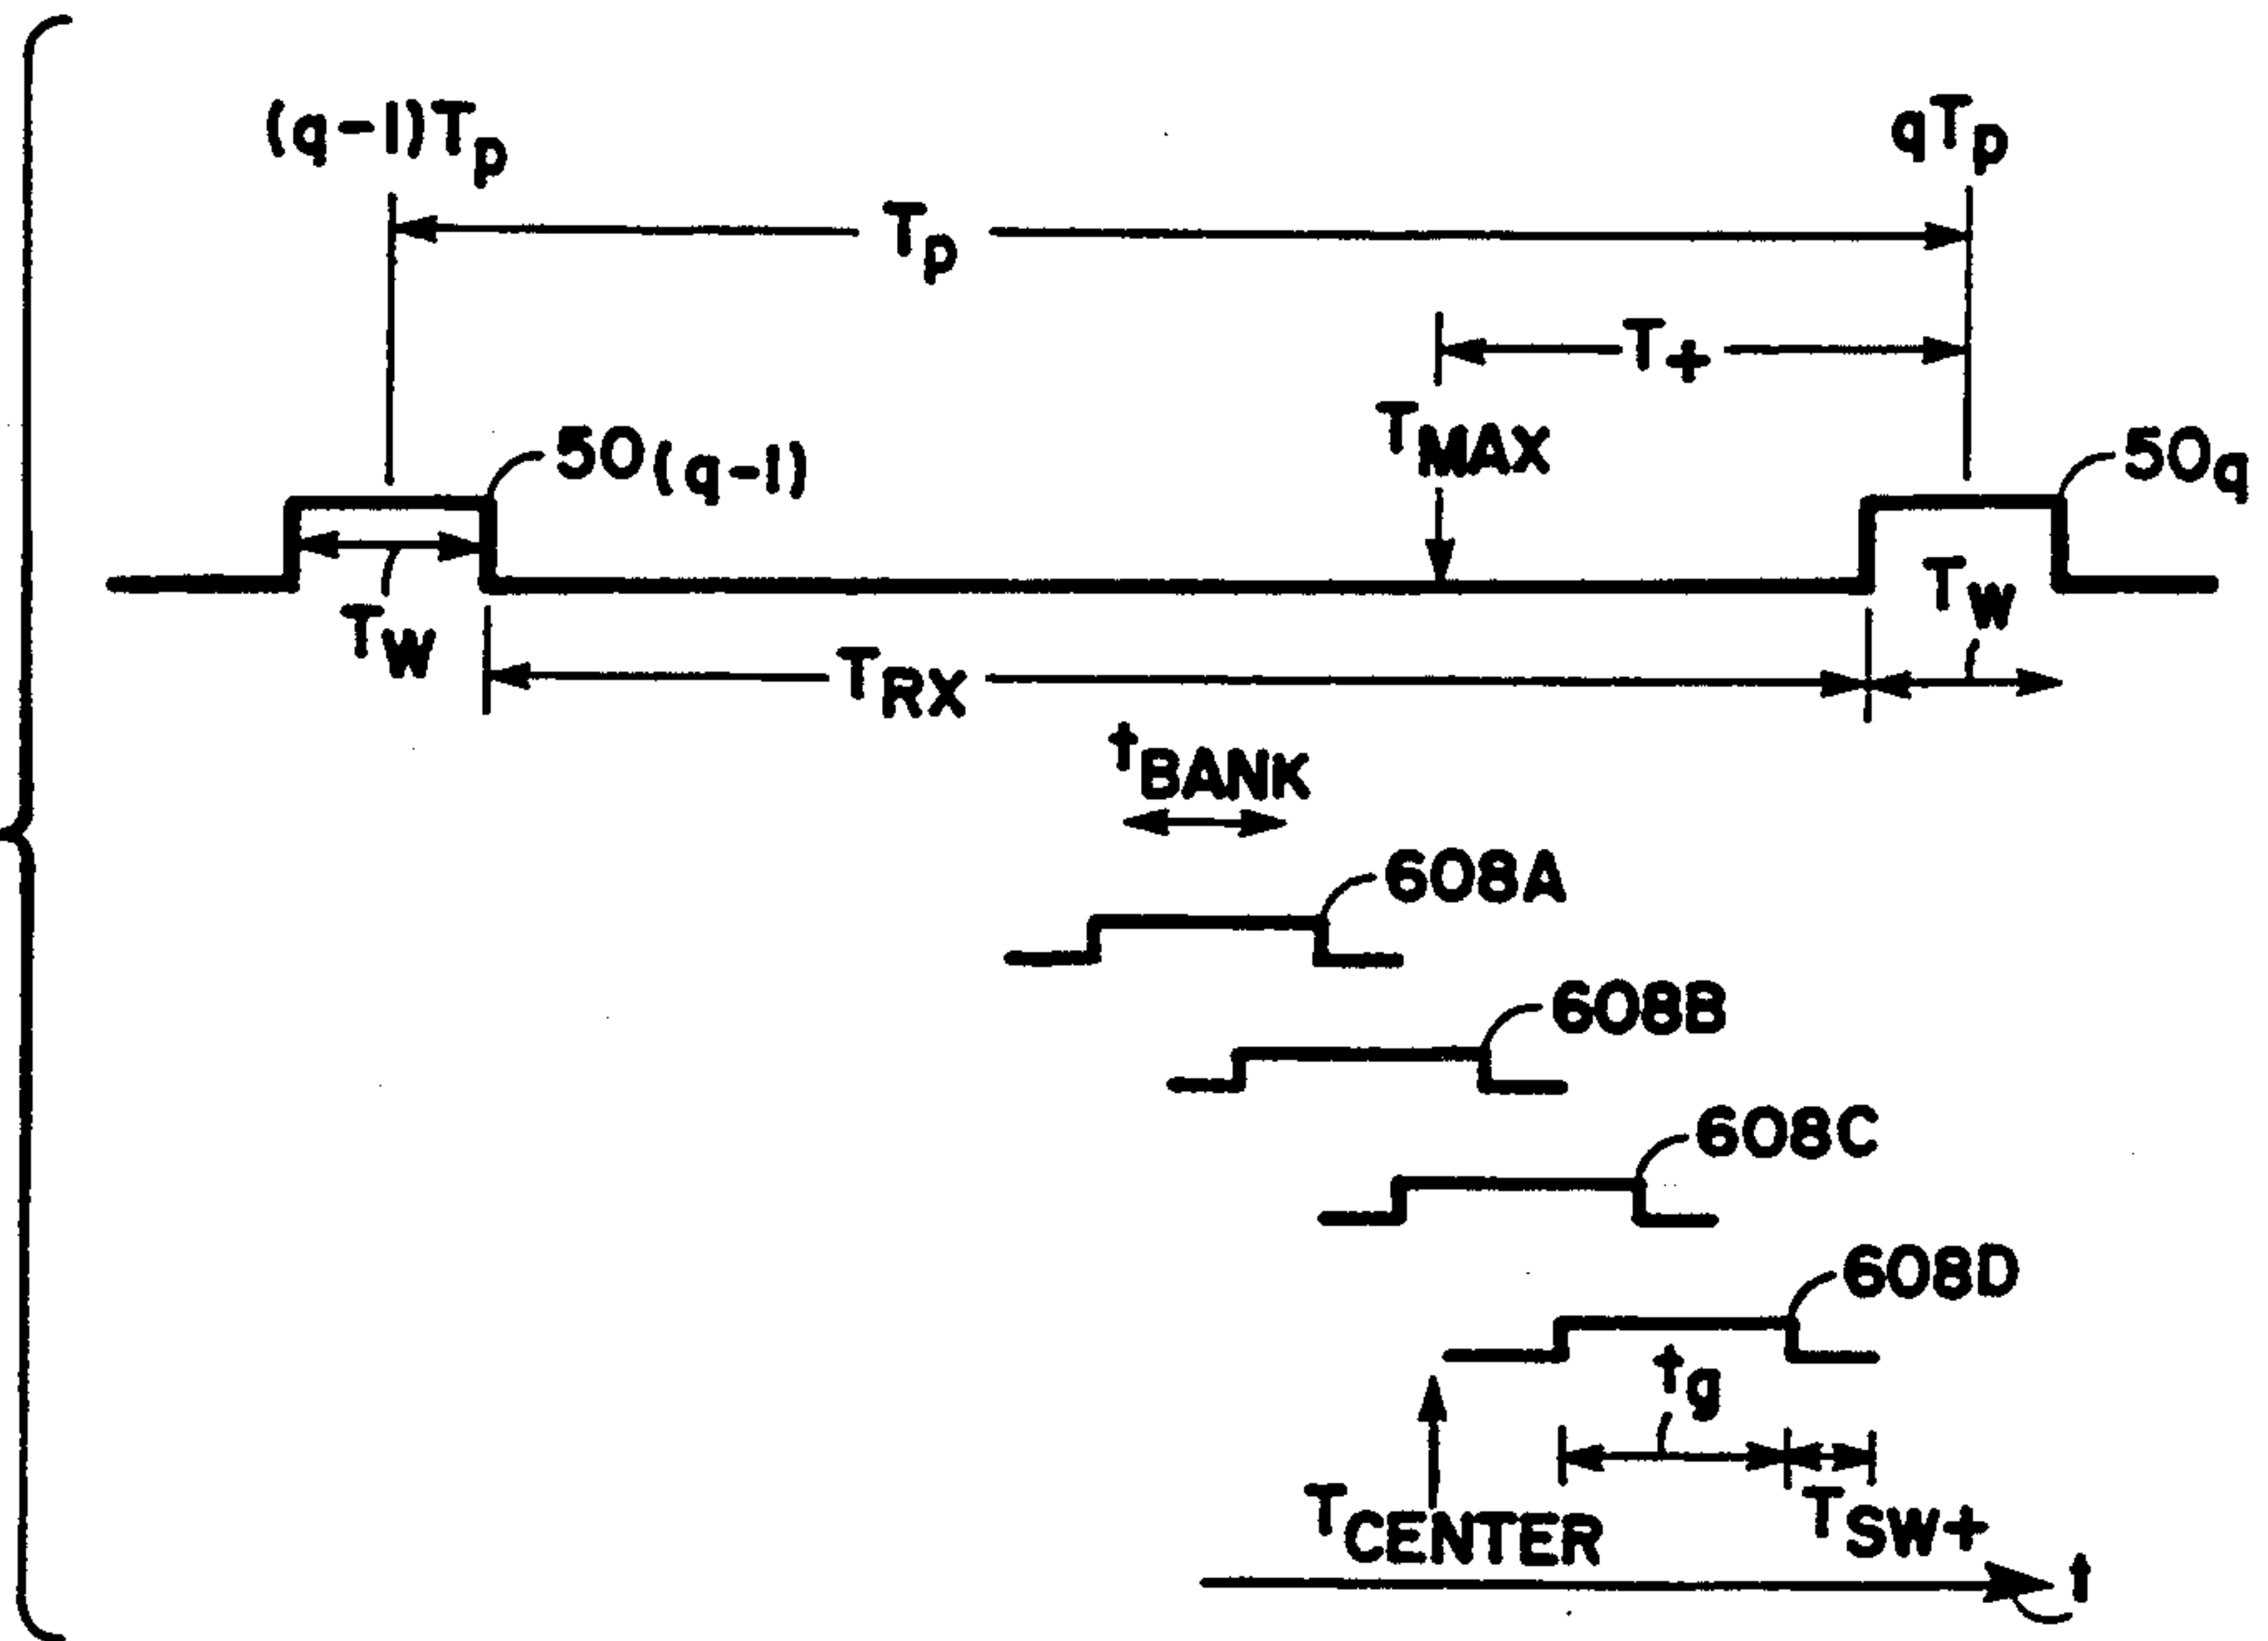 (q-1)Tp
qTp
Tp
T+
TMAX
50(q-1)
50q
TW
TW
TRX
tBANK
608A
608B
608C
608D
tg
TCENTER
TSW+
t